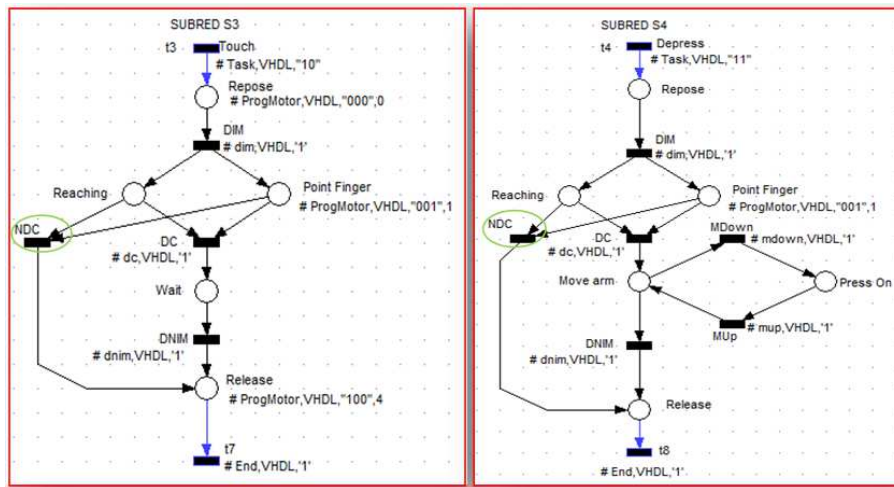 SUBRED S3
t3 Touch
# Task,VHDL,"10"
Repose
# ProgMotor,VHDL,"000",0
DIM
# dim,VHDL,'1'
Reaching
Point Finger
# ProgMotor,VHDL,"001",1
NDC
DC
# dc,VHDL,'1'
Wait
DNIM
# dnim,VHDL,'1'
Release
# ProgMotor,VHDL,"100",4
t7
# End,VHDL,'1'
SUBRED S4
t4 Depress
# Task,VHDL,"11"
Repose
DIM
# dim,VHDL,'1'
Reaching
Point Finger
# ProgMotor,VHDL,"001",1
NDC
DC
# dc,VHDL,'1'
MDown
# mdown,VHDL,'1'
Move arm
Press On
MUp
# mup,VHDL,'1'
DNIM
# dnim,VHDL,'1'
Release
t8
# End,VHDL,'1'